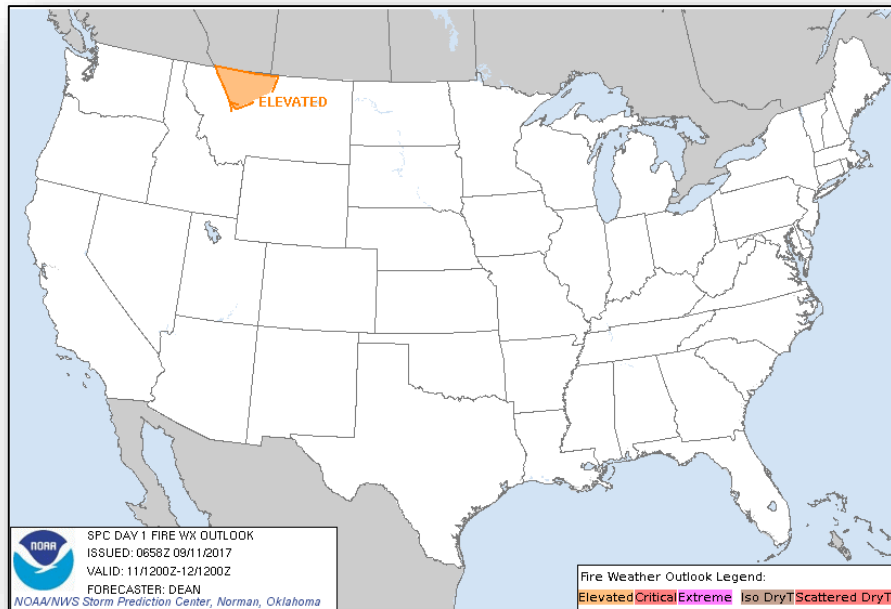 ELEVATED
NOAA
SPC DAY 1 FIRE WX OUTLOOK
ISSUED: 0658Z 09/11/2017
VALID: 11/1200Z-12/1200Z
FORECASTER: DEAN
NOAA/NWS Storm Prediction Center, Norman, Oklahoma
Fire Weather Outlook Legend:
Elevated Critical Extreme Iso DryT Scattered DryT